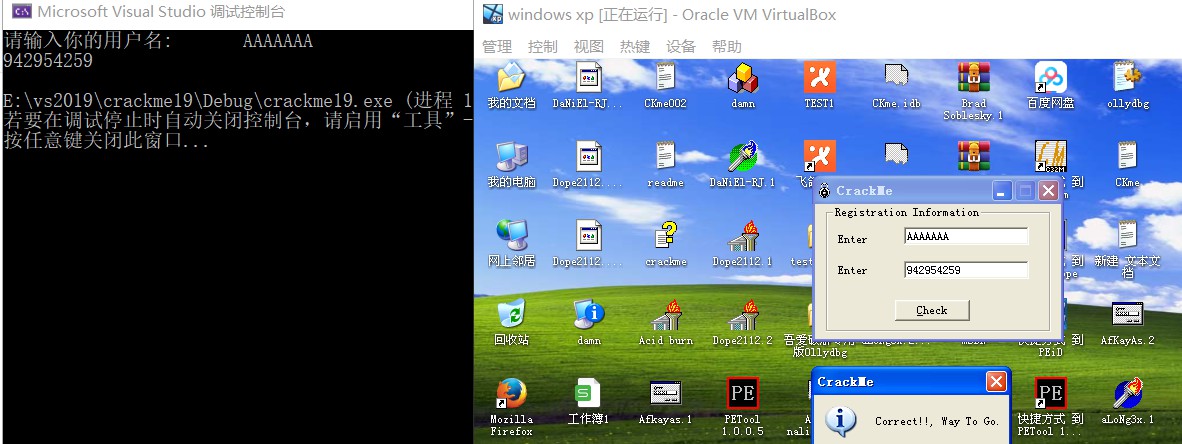 Microsoft Visual Studio 调试控制台
请输入你的用户名: AAAAAAA
942954259
E:\vs2019\crackme19\Debug\crackme19.exe (进程 1
若要在调试停止时自动关闭控制台，请启用“工具”-
按任意键关闭此窗口...
windows xp [正在运行] - Oracle VM VirtualBox
管理 控制 视图 热键 设备 帮助
我的文档 DaNiEl-RJ... CKme002 damn TEST1 CKme.idb Brad 百度网盘 ollydbg
Soblesky.1
我的电脑 Dope2112.... readme DaNiEl-RJ.1 到 CKme
CrackMe
Registration Information
Enter AAAAAAA
Enter 942954259
Check
网上邻居 Dope2112.... crackme Dope2112.1 到 新建 文本文
档
回收站 damn Acid burn Dope2112.2 AfKayAs.2
版Ollydbg PEiD
Mozilla 工作簿1 Afkayas.1 PETool 快捷方式 到 aLoNg3x.1
Firefox 1.0.0.5 PETool 1...
CrackMe
Correct!!, Way To Go.